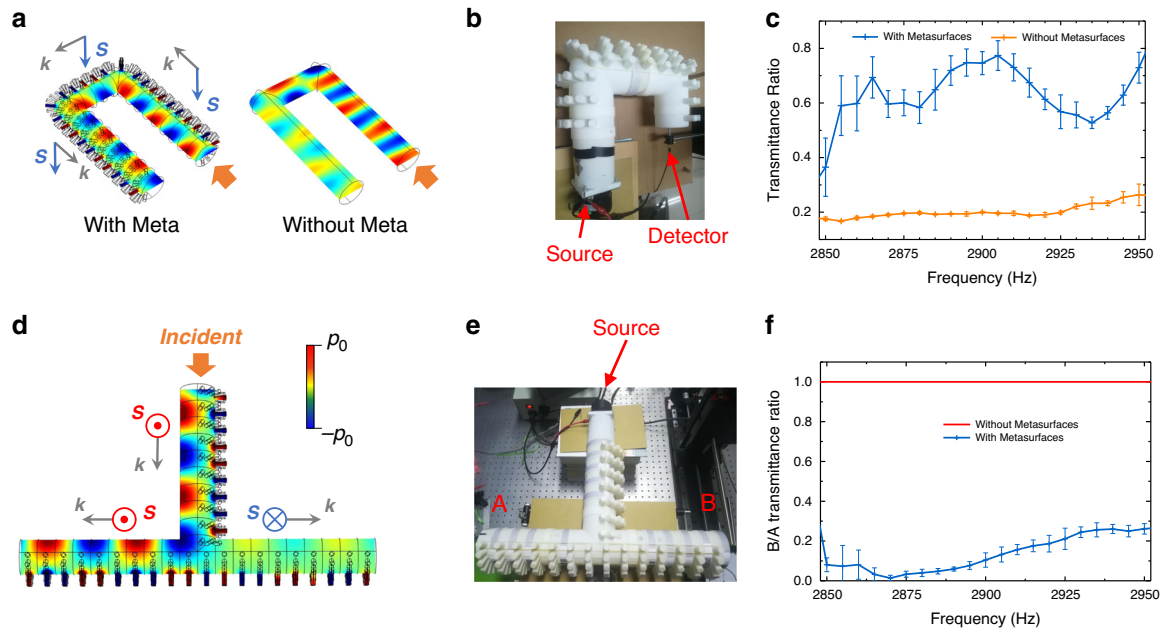 a
k
S
k
S
S
k
With Meta
Without Meta
b
Source
Detector
c
With Metasurfaces
Without Metasurfaces
Transmittance Ratio
0.8
0.6
0.4
0.2
2850
2875
2900
2925
2950
Frequency (Hz)
d
Incident
p0
–p0
S
k
k
S
S
k
e
Source
A
B
f
B/A transmittance ratio
1.0
0.8
0.6
0.4
0.2
0.0
Without Metasurfaces
With Metasurfaces
2850
2875
2900
2925
2950
Frequency (Hz)